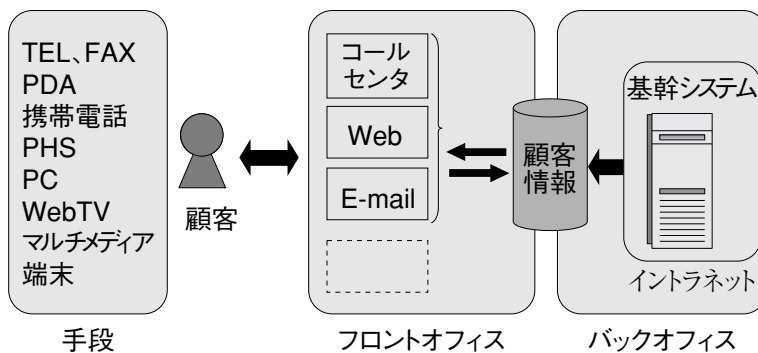 TEL、FAX
PDA
携帯電話
PHS
PC
WebTV
マルチメディア
端末
手段
顧客
コール
センタ
Web
E-mail
フロントオフィス
顧客
情報
基幹システム
イントラネット
バックオフィス